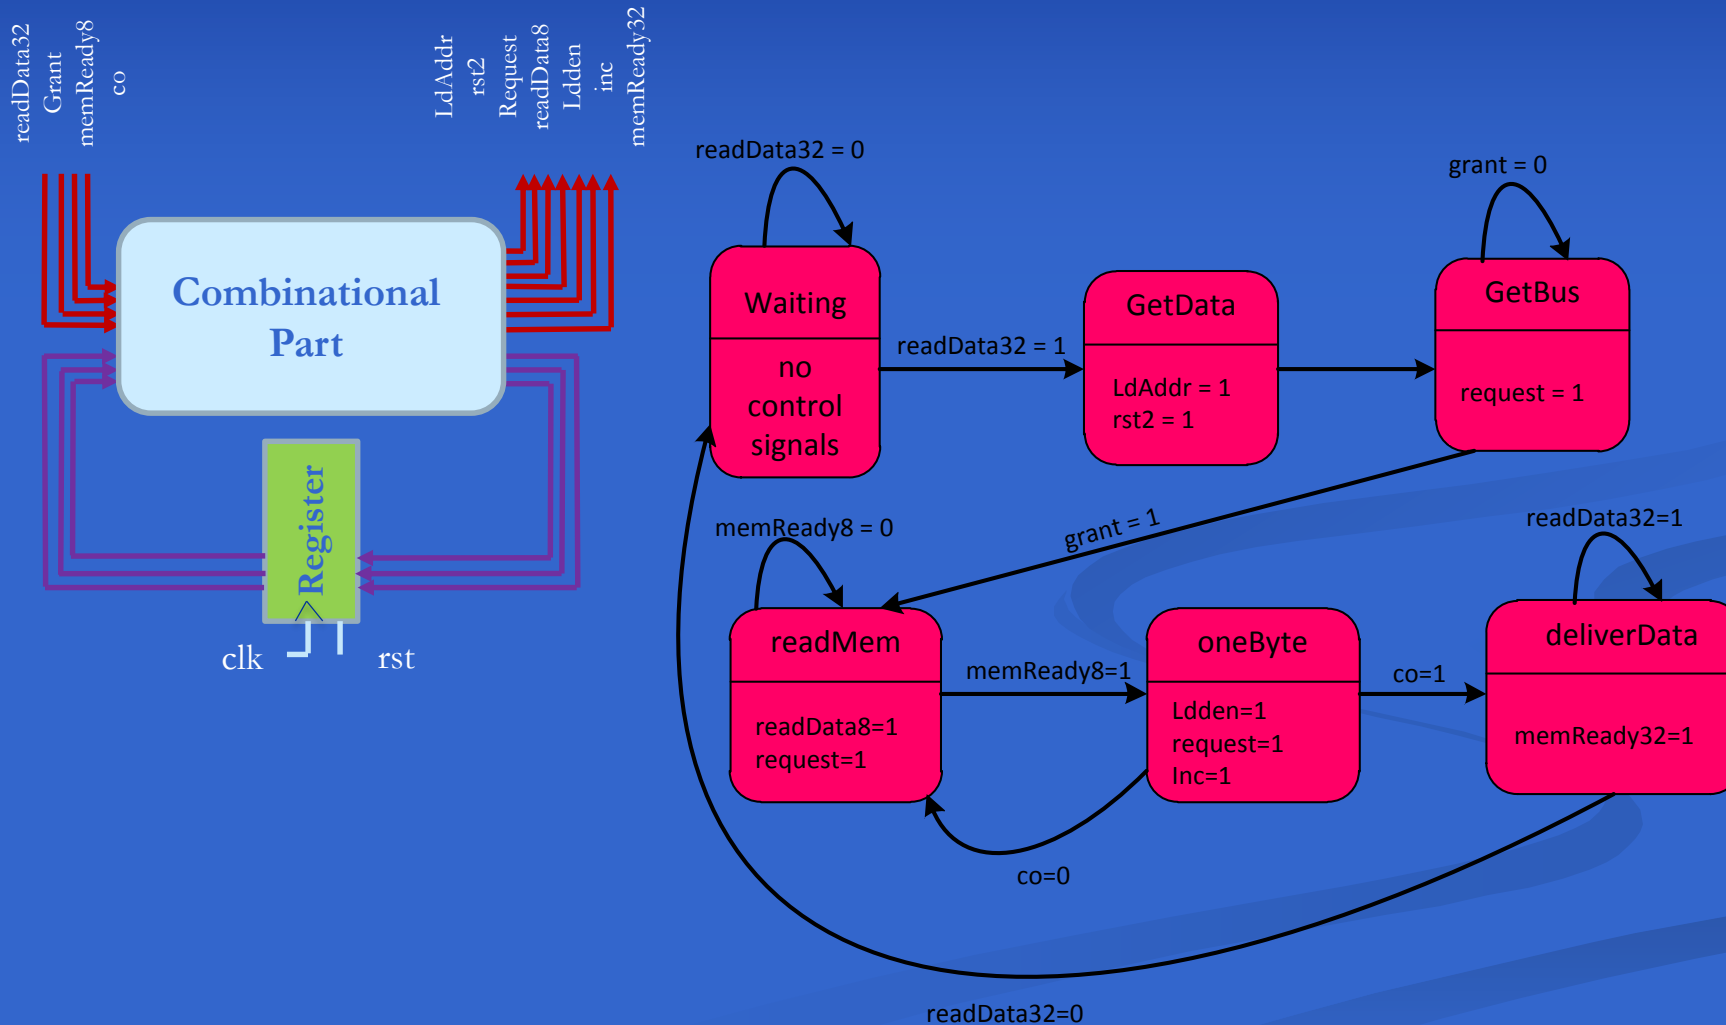 readData32
Grant
memReady8
co
LdAddr
rst2
Request
readData8
Ldden
inc
memReady32
Combinational
Part
Register
clk
rst
readData32 = 0
Waiting
no
control
signals
readData32 = 1
GetData
LdAddr = 1
rst2 = 1
grant = 0
GetBus
request = 1
grant = 1
memReady8 = 0
readMem
readData8=1
request=1
memReady8=1
oneByte
Ldden=1
request=1
Inc=1
co=1
co=0
readData32=1
deliverData
memReady32=1
readData32=0